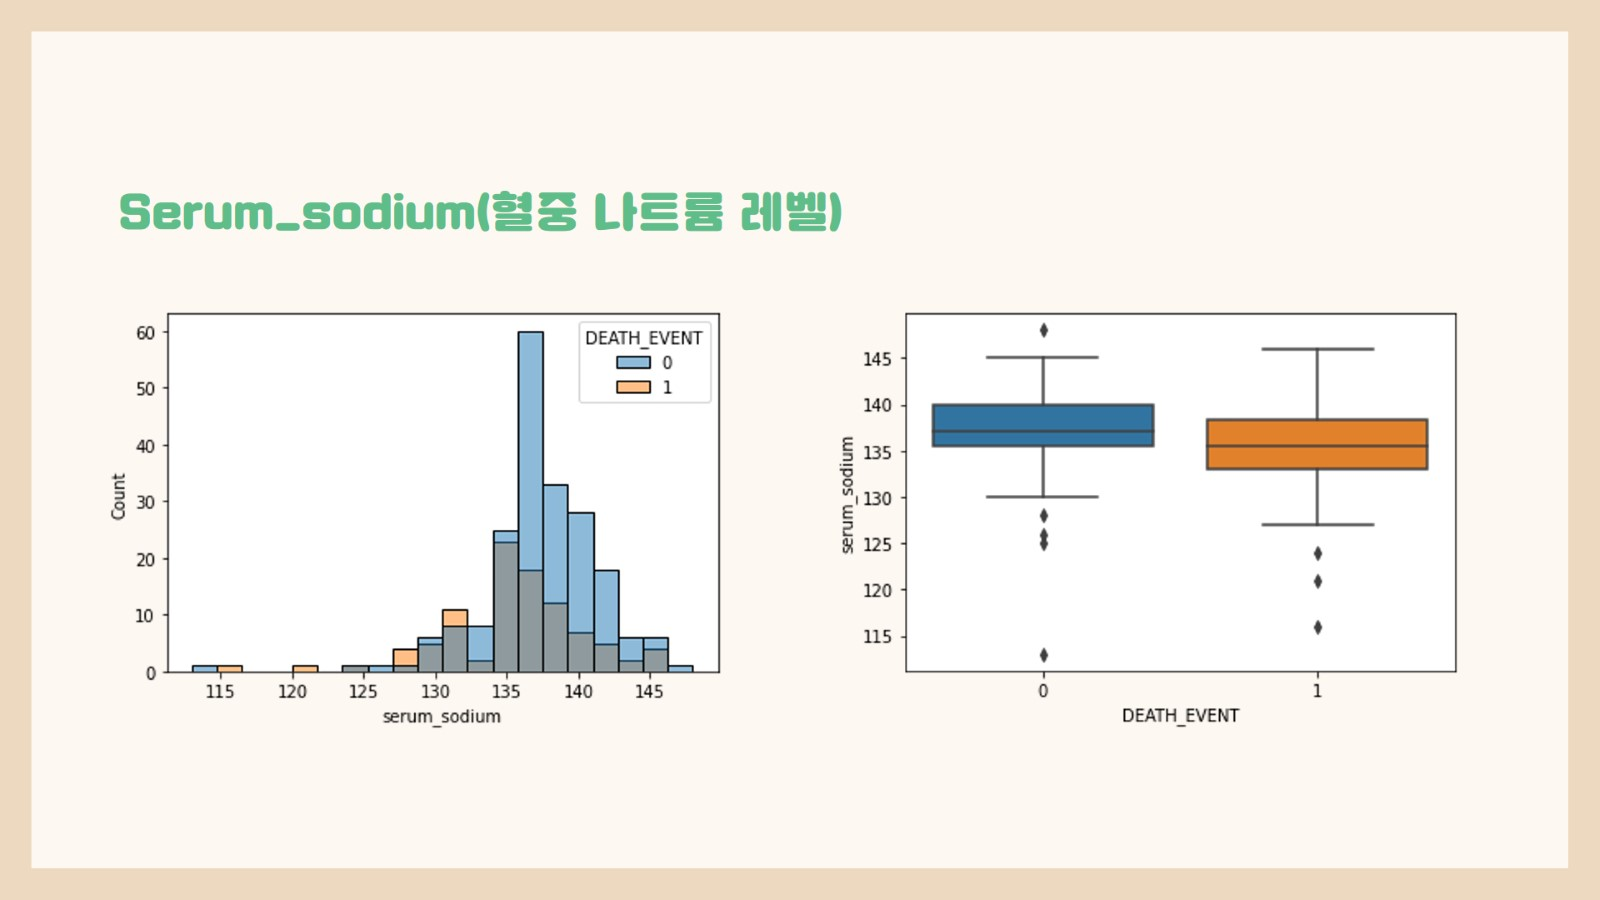 Serum_sodium(혈중 나트륨 레벨)
60
50
40
30
20
10
0
Count
115 120 125 130 135 140 145
serum_sodium
DEATH_EVENT
0
1
145
140
135
130
125
120
115
serum_sodium
0 1
DEATH_EVENT